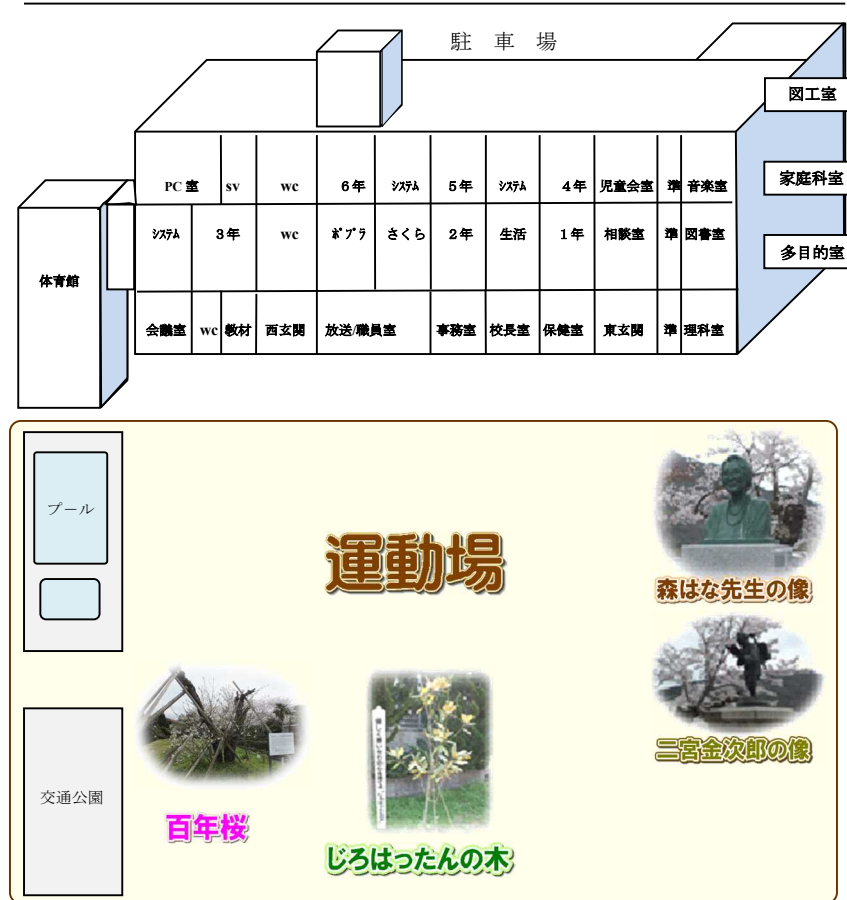 駐 車 場
図工室
PC 室 sv wc 6年 システム 5年 システム 4年 児童会室 準 音楽室
家庭科室
システム 3年 wc ポプラ さくら 2年 生活 1年 相談室 準 図書室
多目的室
体育館
会議室 wc 教材 西玄関 放送/職員室 事務室 校長室 保健室 東玄関 準 理科室
プール
運動場
森はな先生の像
二宮金次郎の像
交通公園
百年桜
じろはったんの木